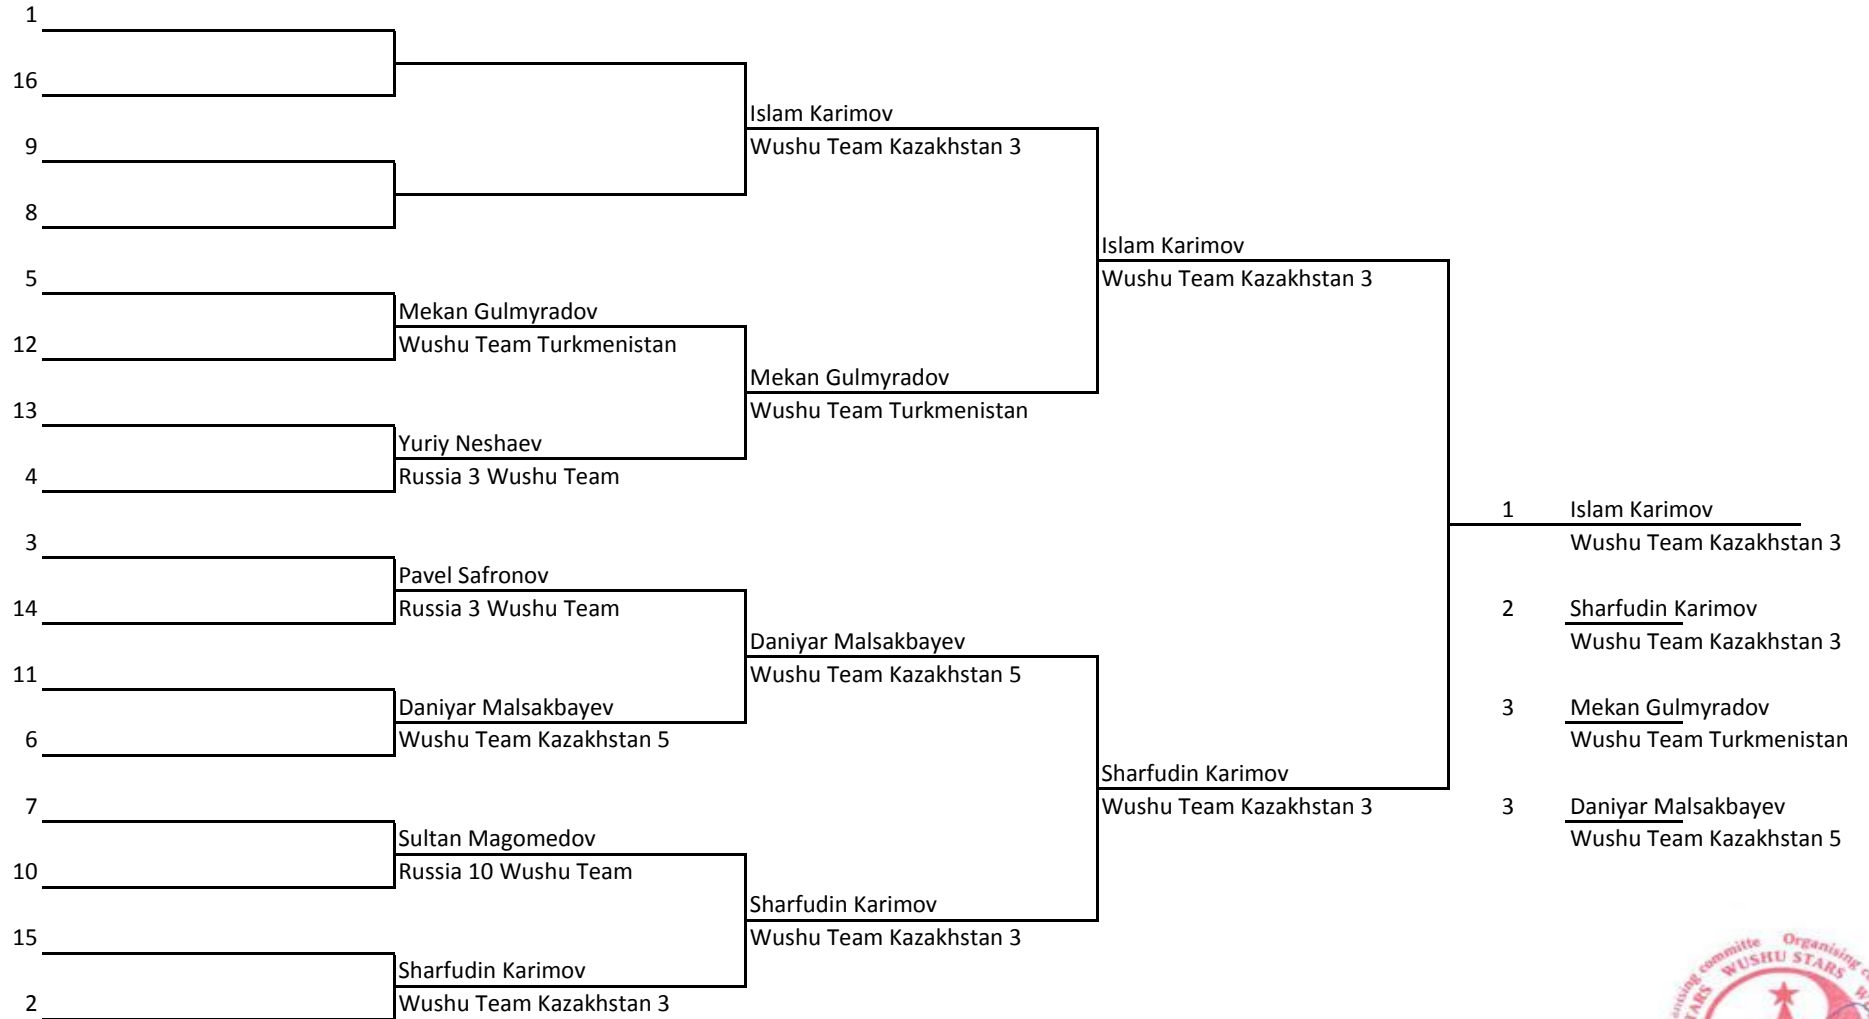 1
16
9
8
5
12
13
4
3
14
11
6
7
10
15
2
Mekan Gulmyradov
Wushu Team Turkmenistan
Yuriy Neshaev
Russia 3 Wushu Team
Pavel Safronov
Russia 3 Wushu Team
Daniyar Malsakbayev
Wushu Team Kazakhstan 5
Sultan Magomedov
Russia 10 Wushu Team
Sharfudin Karimov
Wushu Team Kazakhstan 3
Islam Karimov
Wushu Team Kazakhstan 3
Mekan Gulmyradov
Wushu Team Turkmenistan
Daniyar Malsakbayev
Wushu Team Kazakhstan 5
Sharfudin Karimov
Wushu Team Kazakhstan 3
Islam Karimov
Wushu Team Kazakhstan 3
Sharfudin Karimov
Wushu Team Kazakhstan 3
1 Islam Karimov
Wushu Team Kazakhstan 3
2 Sharfudin Karimov
Wushu Team Kazakhstan 3
3 Mekan Gulmyradov
Wushu Team Turkmenistan
3 Daniyar Malsakbayev
Wushu Team Kazakhstan 5
committe Organising
STARS WUSHU STARS